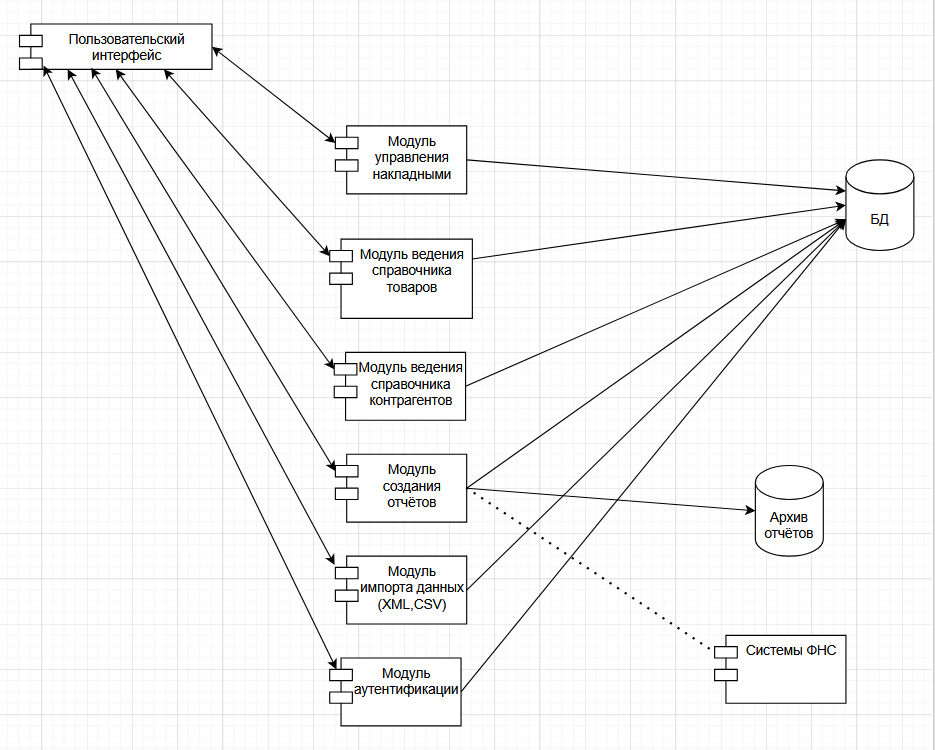 Пользовательский
интерфейс
Модуль
управления
накладными
БД
Модуль ведения
справочника
товаров
Модуль ведения
справочника
контрагентов
Модуль
создания
отчётов
Архив
отчётов
Модуль
импорта данных
(XML,CSV)
Системы ФНС
Модуль
аутентификации